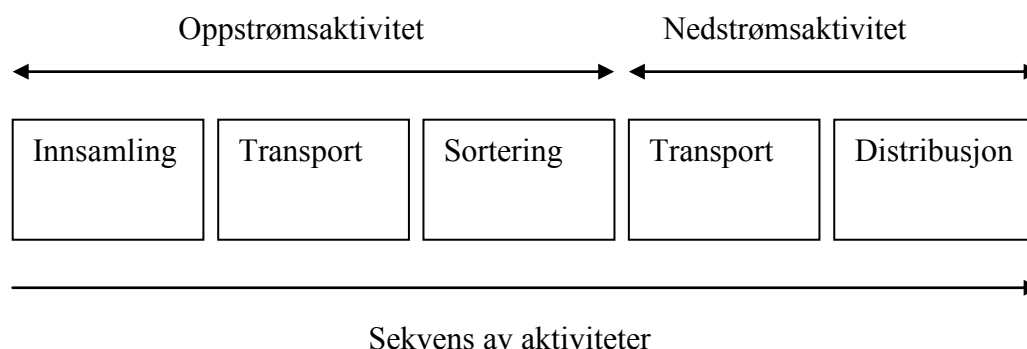 Oppstrømsaktivitet Nedstrømsaktivitet
Innsamling Transport Sortering Transport Distribusjon
Sekvens av aktiviteter